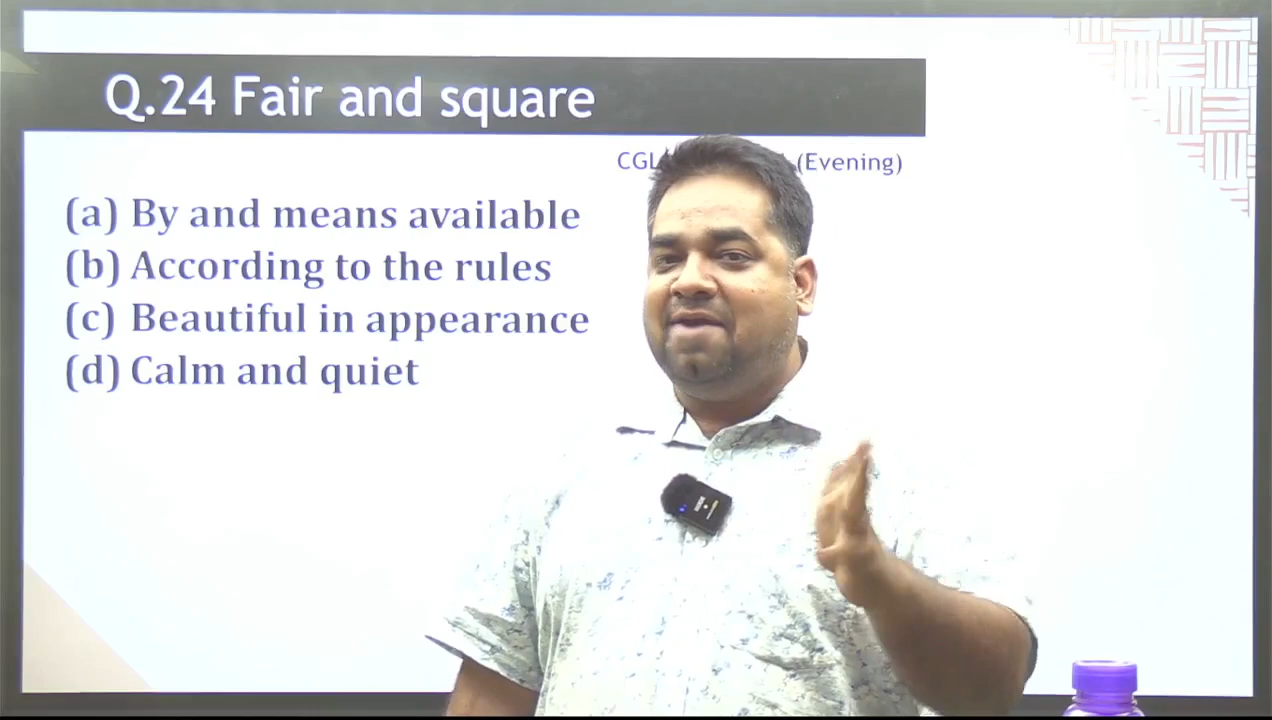 Q.24 Fair and square
CGL (Evening)
(a) By and means available
(b) According to the rules
(c) Beautiful in appearance
(d) Calm and quiet